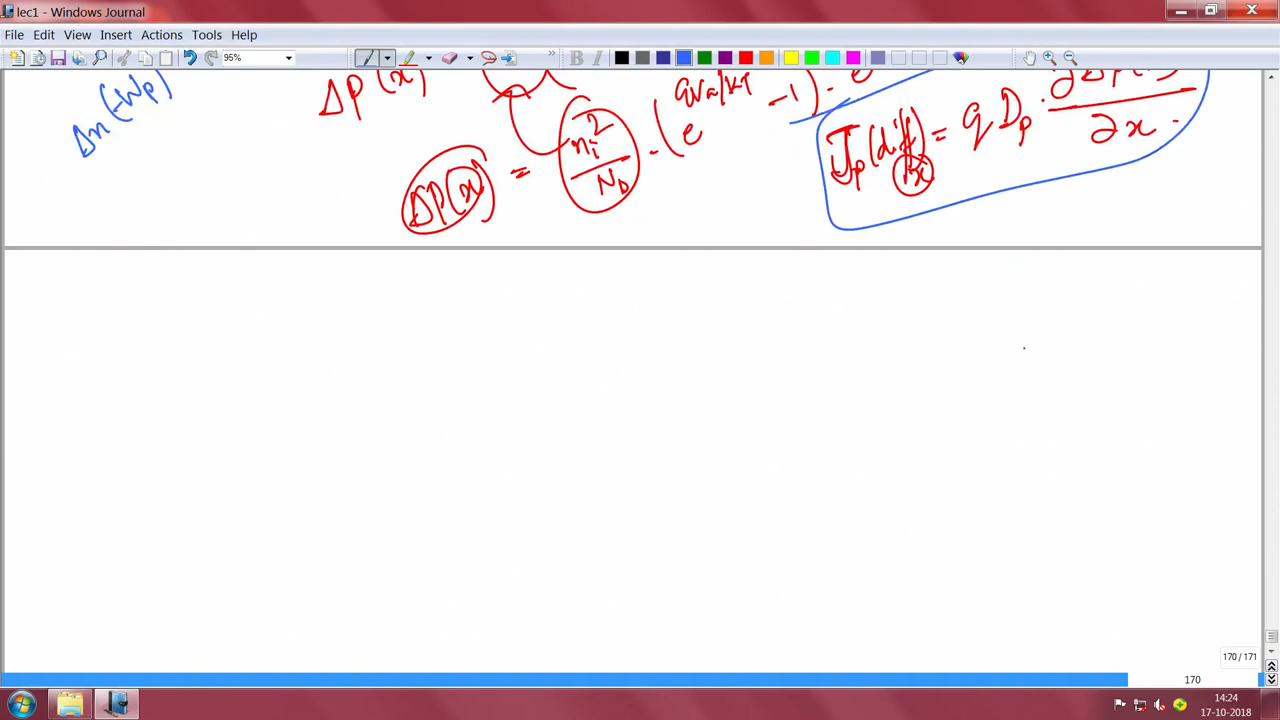 lec1 - Windows Journal
File Edit View Insert Actions Tools Help
95%
Δn (-Wp)
Δp (x)
ΔP(x) = ni² / ND . (e^qVa/kT -1) . e
Jp(diff) = q Dp . ∂Δp / ∂x
x
170 / 171
170
14:24
17-10-2018